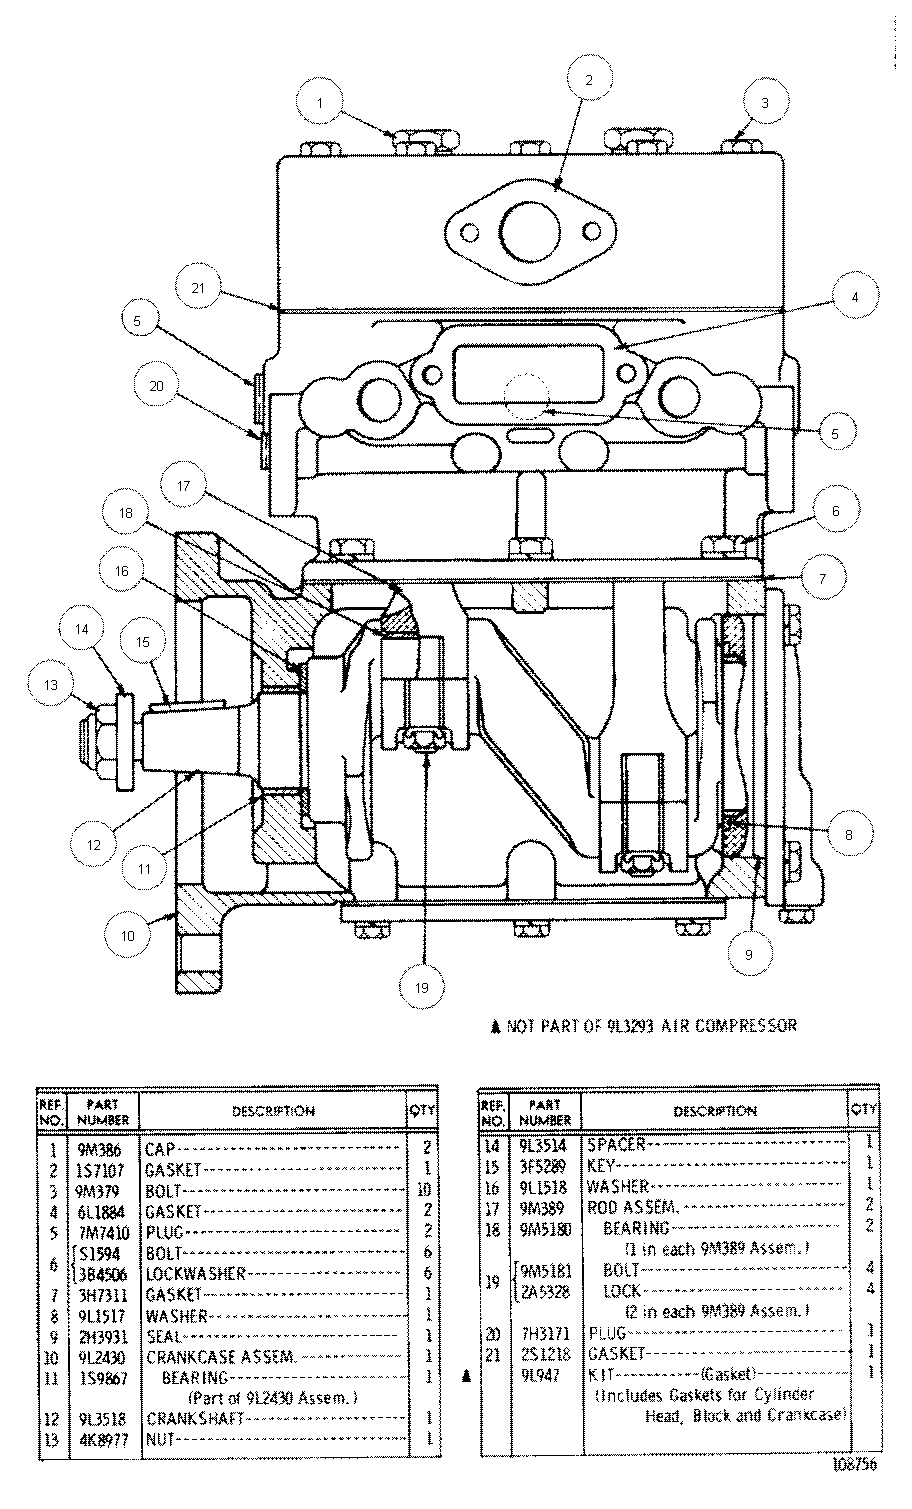 1
2
3
21
4
5
20
5
17
6
18
7
16
14
15
13
12
8
11
10
9
19
▲ NOT PART OF 9L3293 AIR COMPRESSOR
REF. NO. PART NUMBER DESCRIPTION QTY
1 9M386 CAP 2
2 1S7107 GASKET 1
3 9M379 BOLT 10
4 6L1884 GASKET 2
5 7M7410 PLUG 2
6 S1594 BOLT 6
3B4506 LOCKWASHER 6
7 3H7311 GASKET 1
8 9L1517 WASHER 1
9 2H3931 SEAL 1
10 9L2430 CRANKCASE ASSEM. 1
11 1S9867 BEARING 1
(Part of 9L2430 Assem.)
12 9L3518 CRANKSHAFT 1
13 4K8977 NUT 1
REF. NO. PART NUMBER DESCRIPTION QTY
14 9L3514 SPACER 1
15 3F5289 KEY 1
16 9L1518 WASHER 1
17 9M389 ROD ASSEM. 2
18 9M5180 BEARING 2
(1 in each 9M389 Assem.)
19 9M5181 BOLT 4
2A5328 LOCK 4
(2 in each 9M389 Assem.)
20 7H3171 PLUG 1
21 2S1218 GASKET 1
▲ 9L947 KIT (Gasket) 1
(Includes Gaskets for Cylinder
Head, Block and Crankcase)
108756